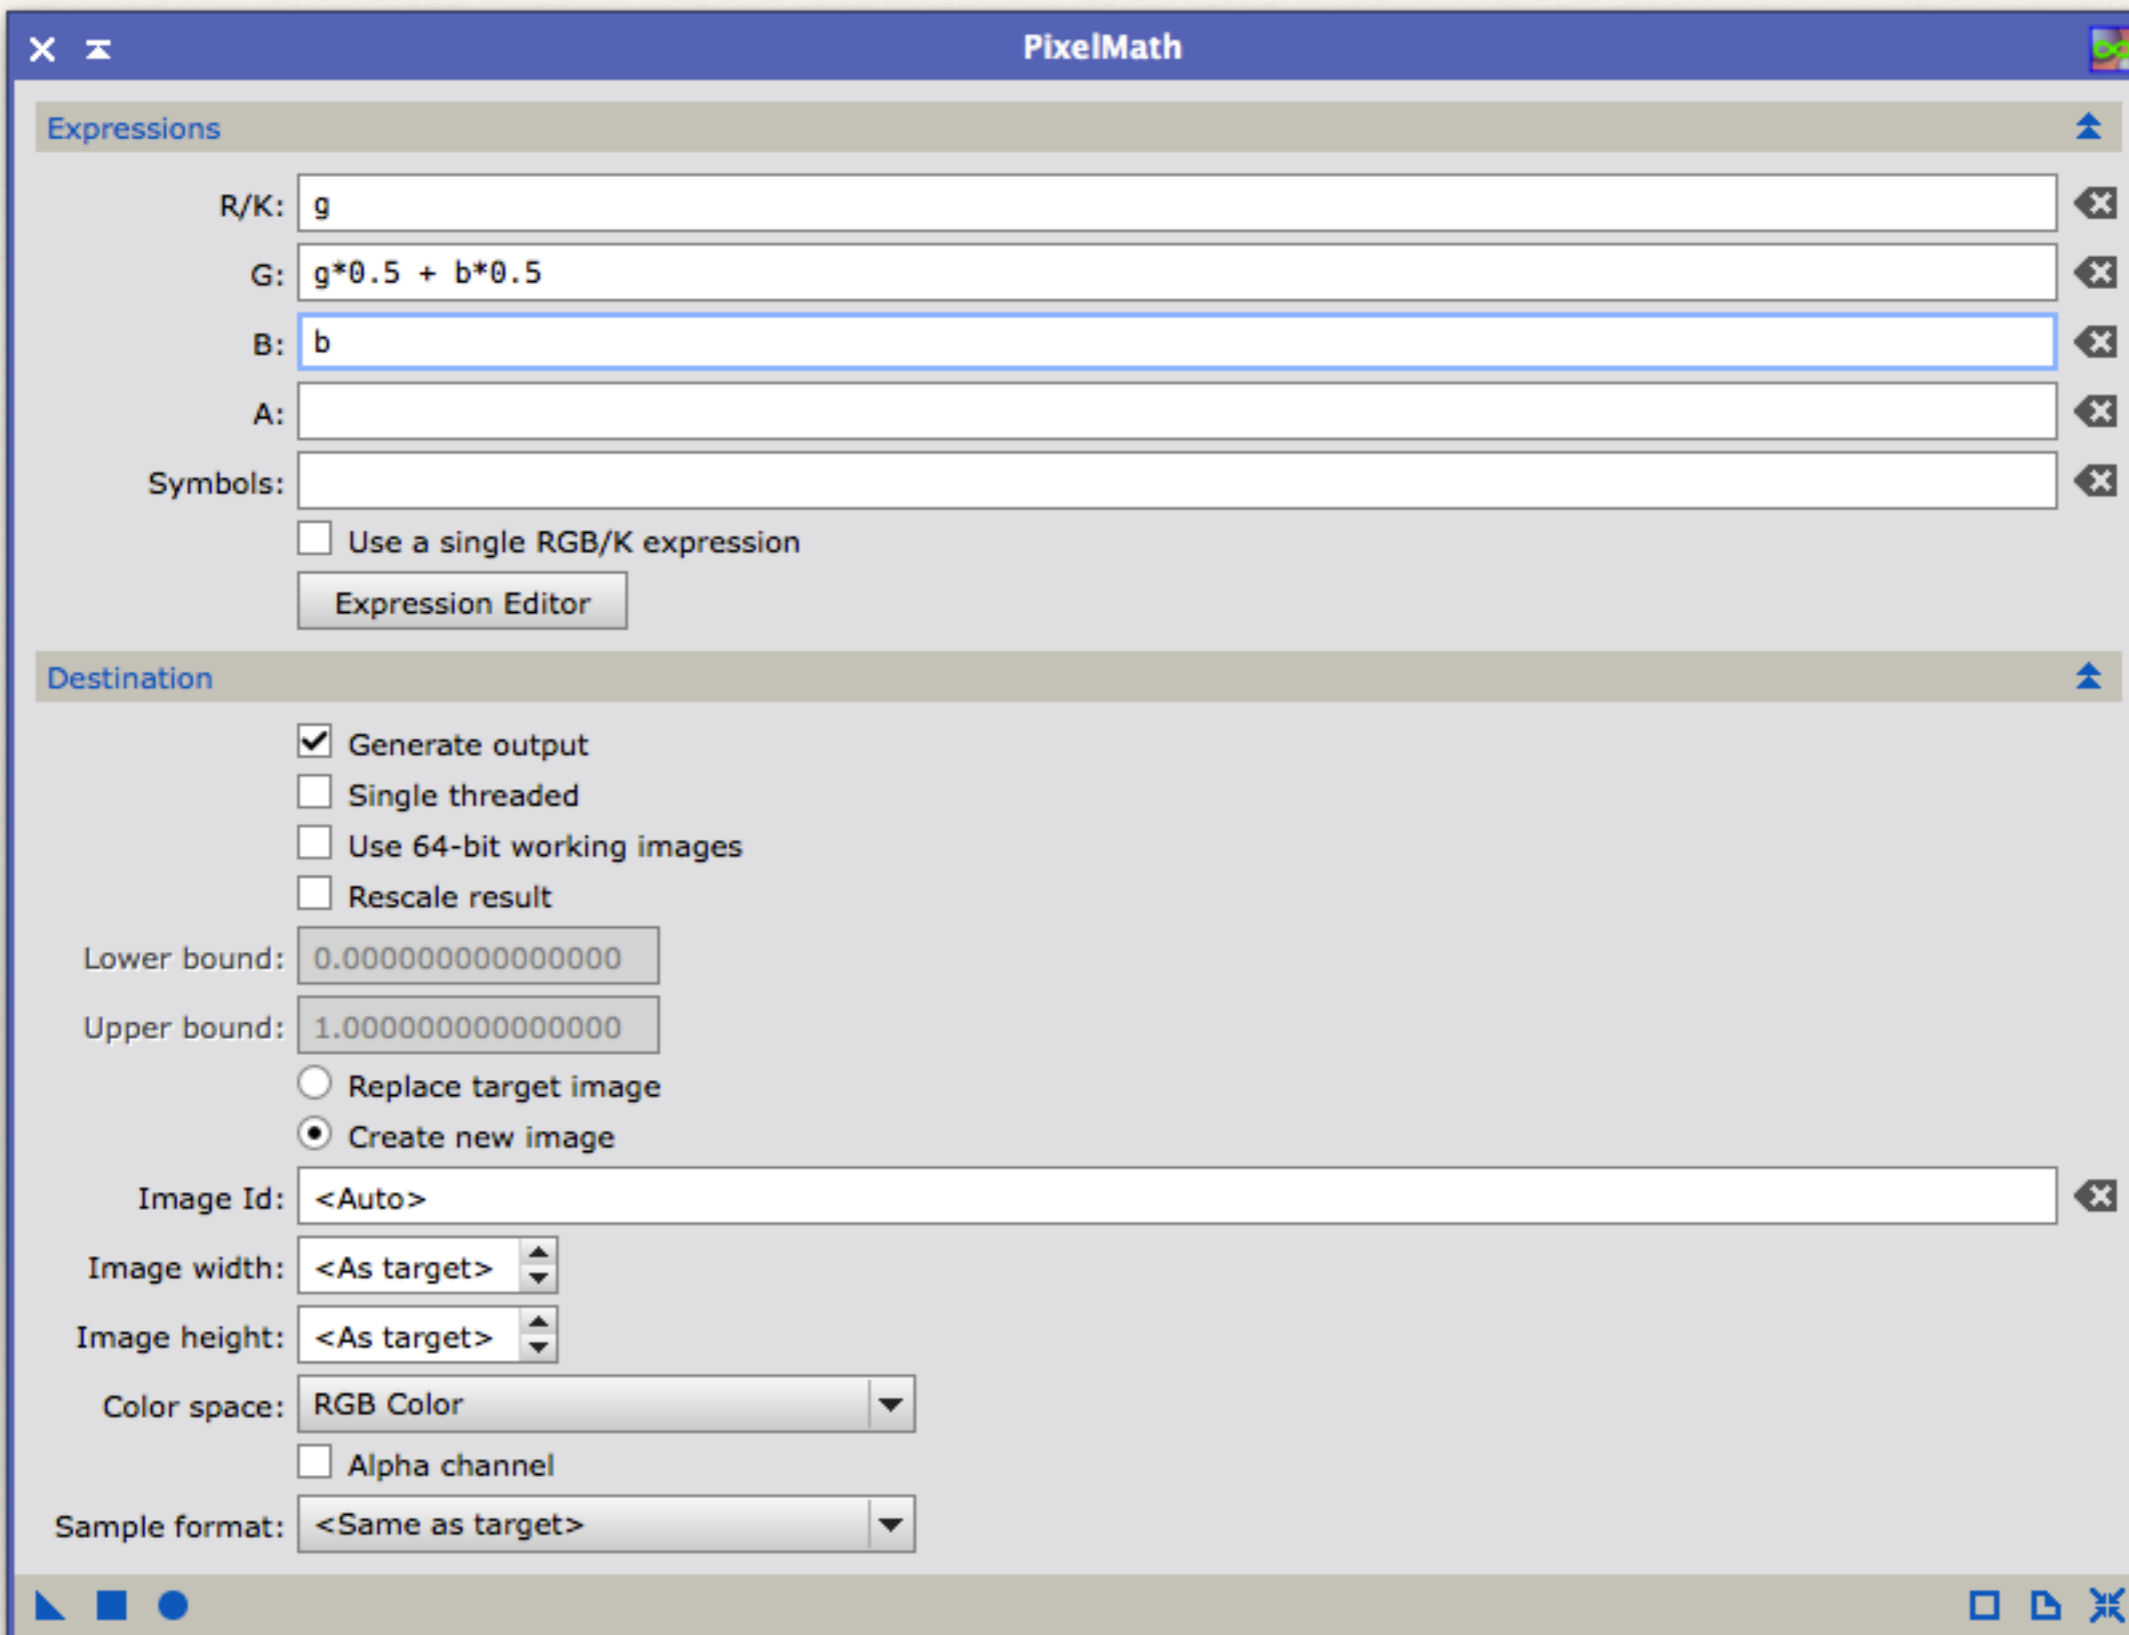 PixelMath
Expressions
R/K: g
G: g*0.5 + b*0.5
B: b
A:
Symbols:
Use a single RGB/K expression
Expression Editor
Destination
Generate output
Single threaded
Use 64-bit working images
Rescale result
Lower bound: 0.000000000000000
Upper bound: 1.000000000000000
Replace target image
Create new image
Image Id: <Auto>
Image width: <As target>
Image height: <As target>
Color space: RGB Color
Alpha channel
Sample format: <Same as target>